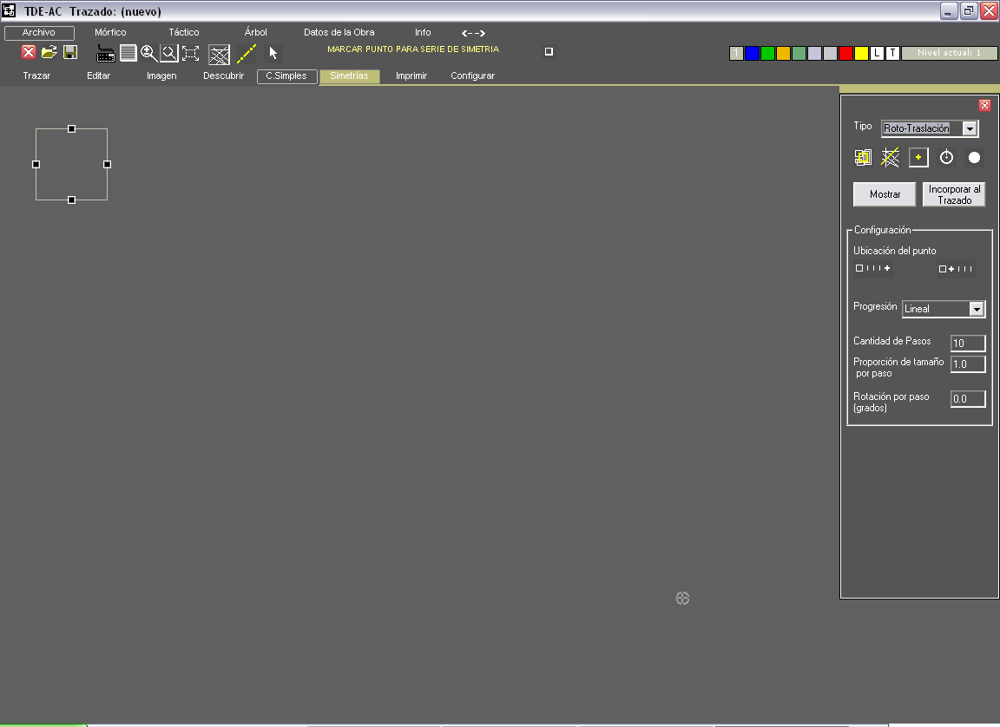 TDE-AC Trazado: (nuevo)
Archivo Mórfico Táctico Árbol Datos de la Obra Info <-->
MARCAR PUNTO PARA SERIE DE SIMETRIA
1 L T Nivel actual: 1
Trazar Editar Imagen Descubrir C.Simples Simetrías Imprimir Configurar
Tipo Roto-Traslación
Mostrar
Incorporar al
Trazado
Configuración
Ubicación del punto
Progresión Lineal
Cantidad de Pasos 10
Proporción de tamaño 1.0
por paso
Rotación por paso 0.0
(grados)